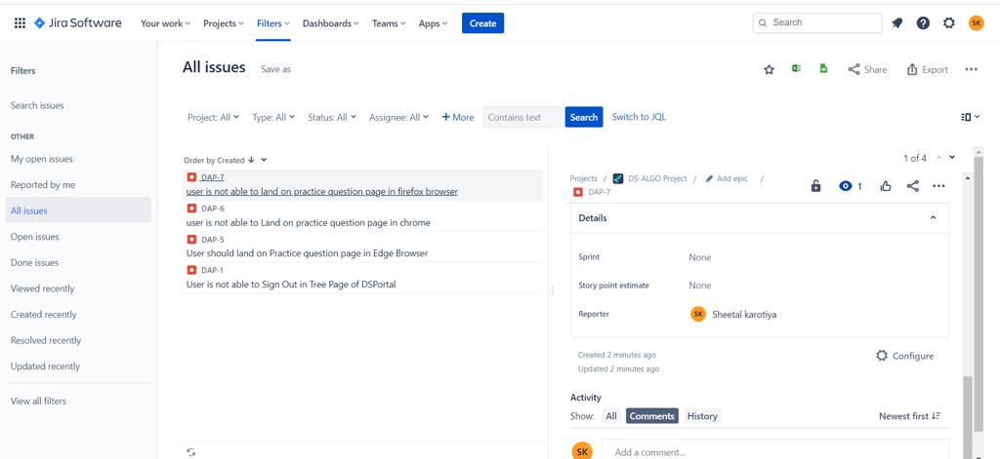 Jira Software Your work Projects Filters Dashboards Teams Apps Create Search SK
Filters
Search issues
OTHER
My open issues
Reported by me
All issues
Open issues
Done issues
Viewed recently
Created recently
Resolved recently
Updated recently
View all filters
All issues Save as Share Export
Project: All Type: All Status: All Assignee: All + More Contains text Search Switch to JQL
Order by Created
DAP-7
user is not able to land on practice question page in firefox browser
DAP-6
user is not able to Land on practice question page in chrome
DAP-5
User should land on Practice question page in Edge Browser
DAP-1
User is not able to Sign Out in Tree Page of DSPortal
1 of 4
Projects / DS-ALGO Project / Add epic /
DAP-7
1
Details
Sprint None
Story point estimate None
Reporter SK Sheetal karotiya
Created 2 minutes ago
Updated 2 minutes ago
Configure
Activity
Show: All Comments History Newest first
SK Add a comment...